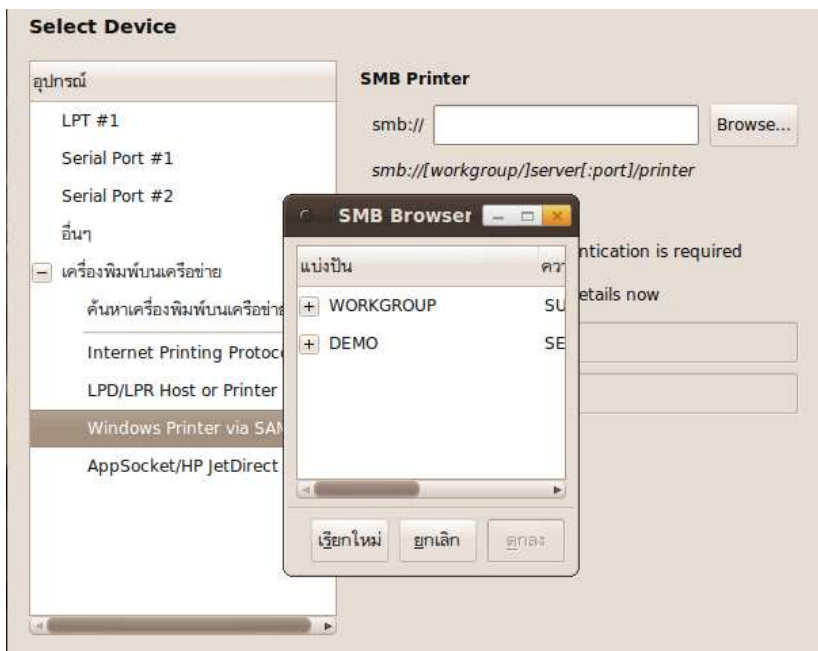 Select Device
อุปกรณ์
LPT #1
Serial Port #1
Serial Port #2
อื่นๆ
เครื่องพิมพ์บนเครือข่าย
ค้นหาเครื่องพิมพ์บนเครือข่าย
Internet Printing
LPD/LPR Host or Printer
Windows Printer via
AppSocket/HP JetDirect
SMB Printer
smb://
Browse...
smb://[workgroup/]server[:port]/printer
is required
now
SMB Browser
แบ่งปัน
WORKGROUP
DEMO
เรียกใหม่
ยกเลิก
ตกลง